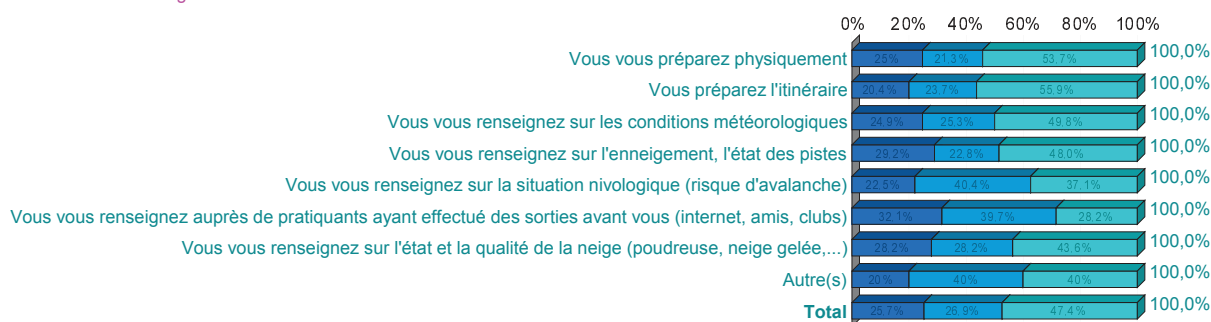 0% 20% 40% 60% 80% 100%
Vous vous préparez physiquement 25% 21,3% 53,7% 100,0%
Vous préparez l'itinéraire 20,4% 23,7% 55,9% 100,0%
Vous vous renseignez sur les conditions météorologiques 24,9% 25,3% 49,8% 100,0%
Vous vous renseignez sur l'enneigement, l'état des pistes 29,2% 22,8% 48,0% 100,0%
Vous vous renseignez sur la situation nivologique (risque d'avalanche) 22,5% 40,4% 37,1% 100,0%
Vous vous renseignez auprès de pratiquants ayant effectué des sorties avant vous (internet, amis, clubs) 32,1% 39,7% 28,2% 100,0%
Vous vous renseignez sur l'état et la qualité de la neige (poudreuse, neige gelée,...) 28,2% 28,2% 43,6% 100,0%
Autre(s) 20% 40% 40% 100,0%
Total 25,7% 26,9% 47,4% 100,0%